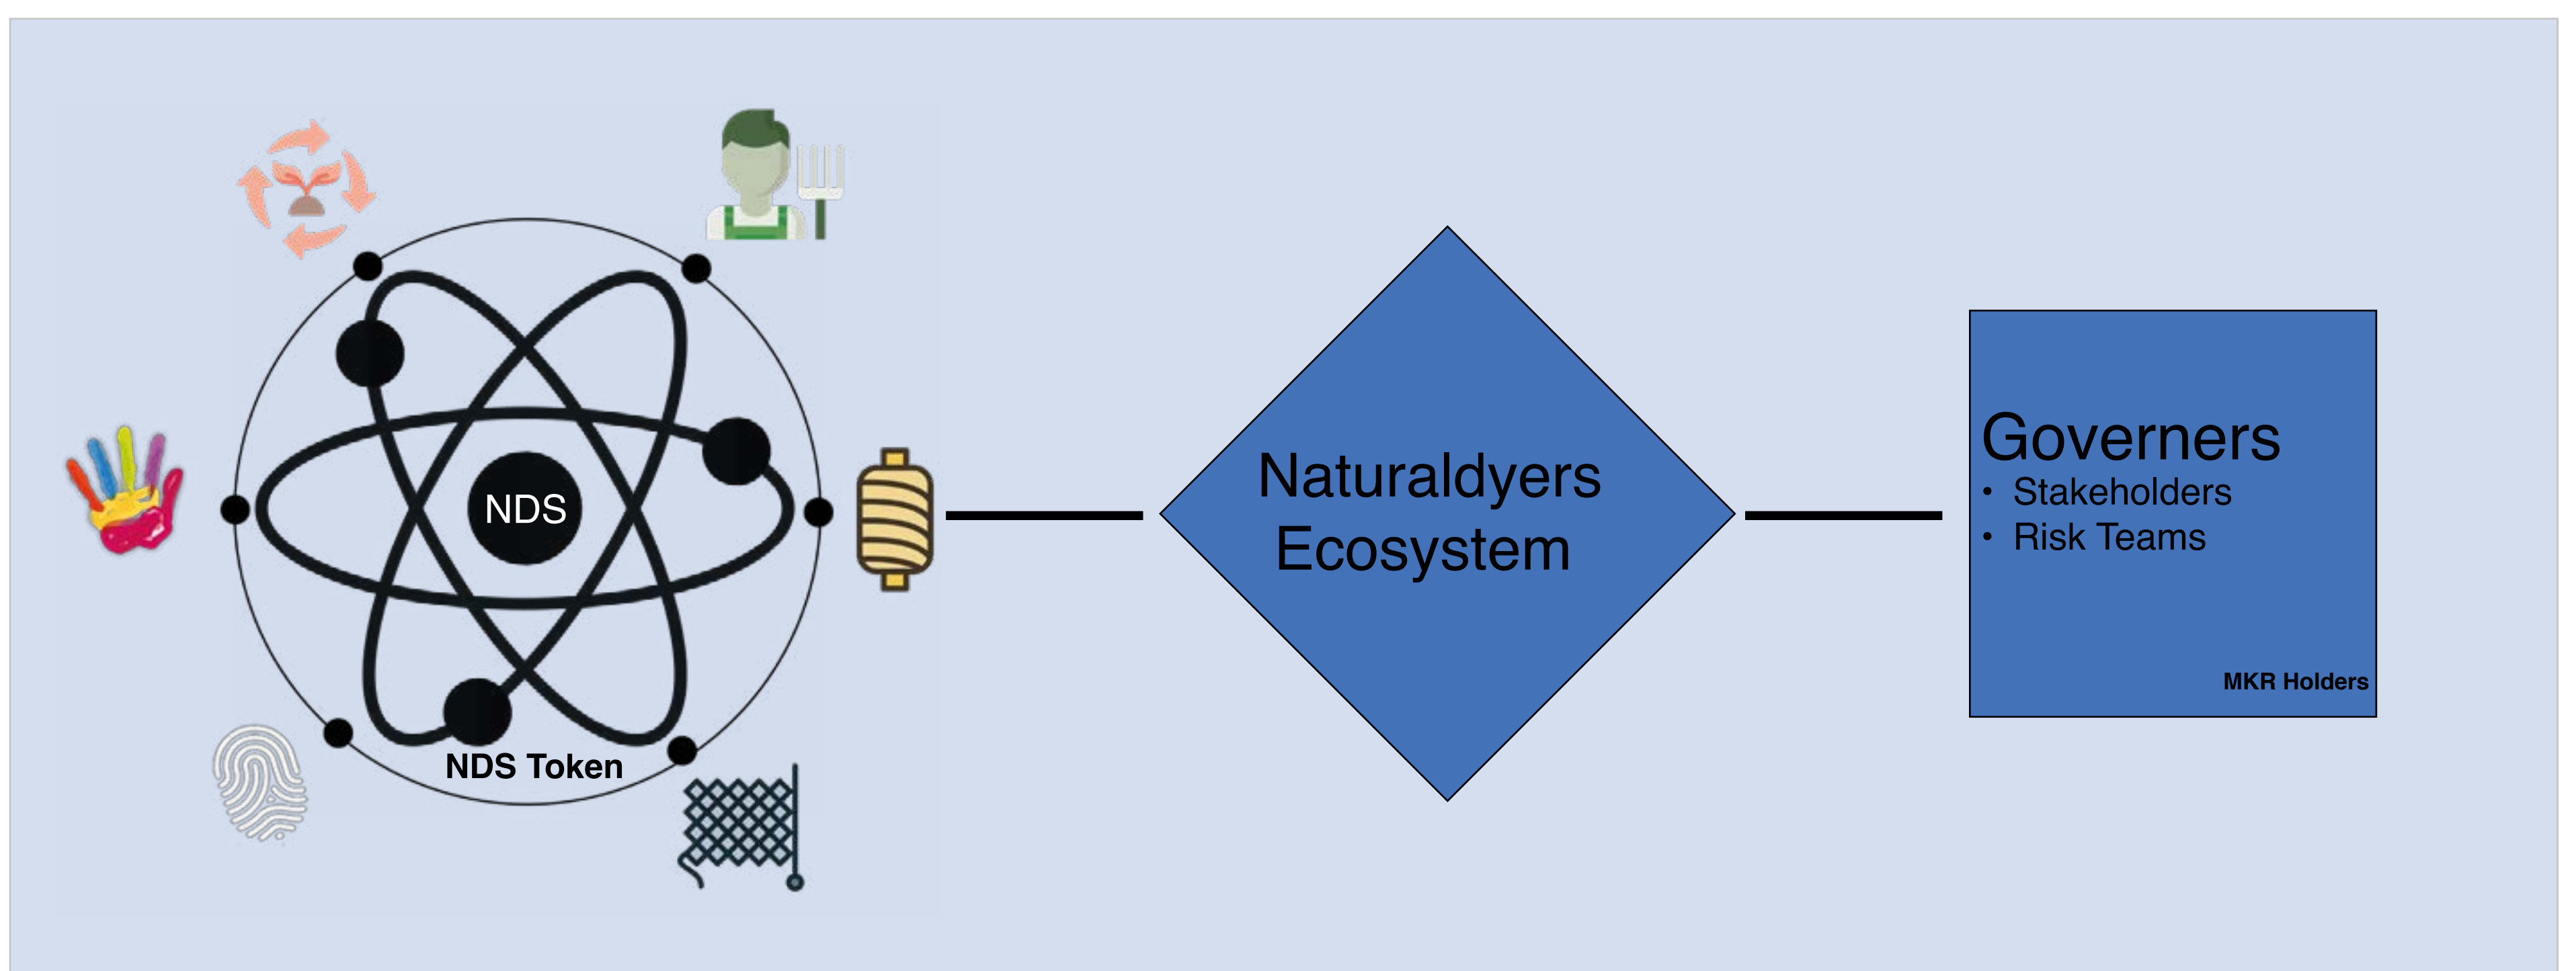 NDS
NDS Token
Naturaldyers
Ecosystem
Governers
• Stakeholders
• Risk Teams
MKR Holders